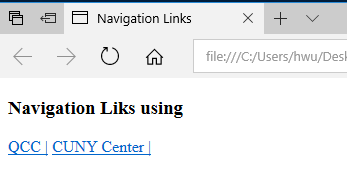 Navigation Links
file:///C:/Users/hwu/Desk
Navigation Liks using
QCC | CUNY Center |